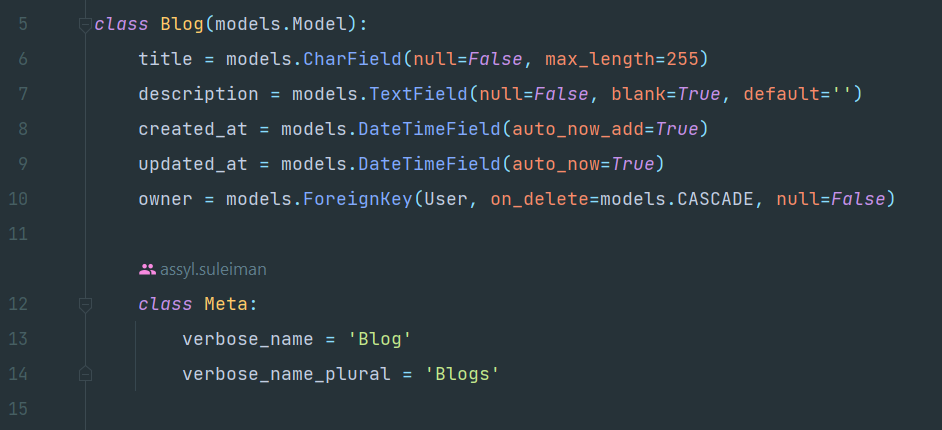 5 class Blog(models.Model):
6 title = models.CharField(null=False, max_length=255)
7 description = models.TextField(null=False, blank=True, default='')
8 created_at = models.DateTimeField(auto_now_add=True)
9 updated_at = models.DateTimeField(auto_now=True)
10 owner = models.ForeignKey(User, on_delete=models.CASCADE, null=False)
11
assyl.suleiman
12 class Meta:
13 verbose_name = 'Blog'
14 verbose_name_plural = 'Blogs'
15